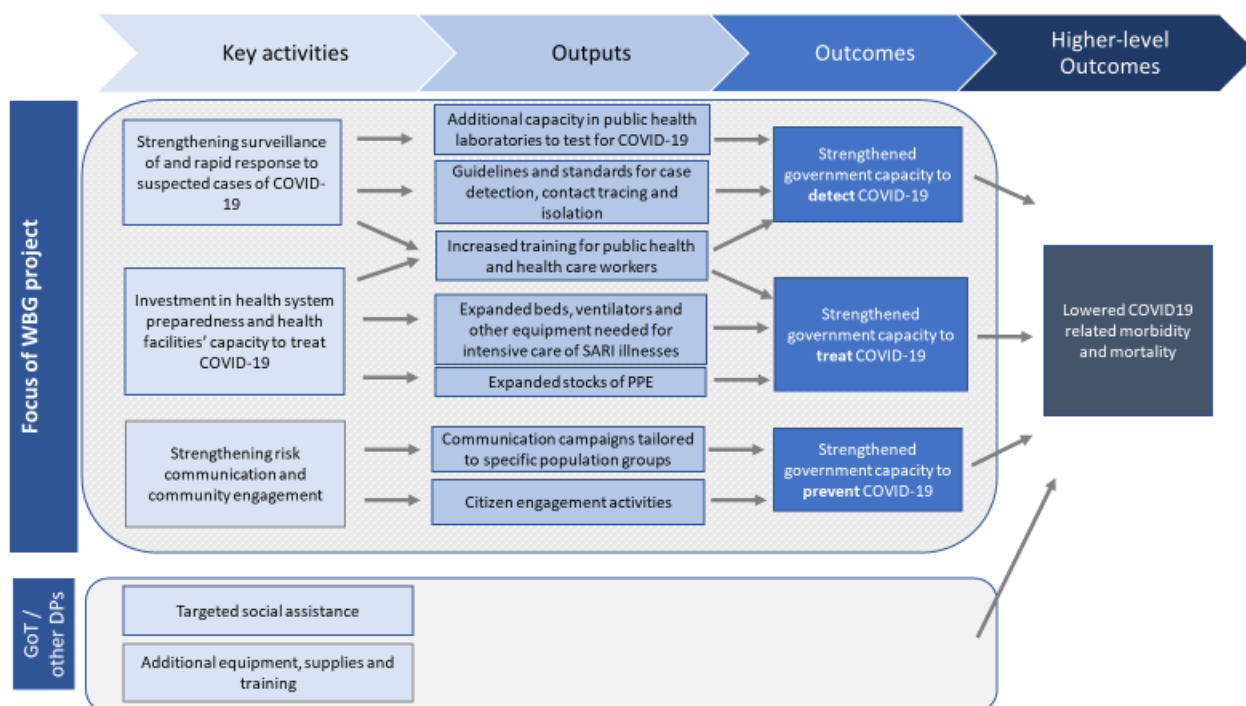 Key activities
Outputs
Outcomes
Higher-level
Outcomes
Focus of WBG project
Strengthening surveillance
of and rapid response to
suspected cases of COVID-
19
Investment in health system
preparedness and health
facilities’ capacity to treat
COVID-19
Strengthening risk
communication and
community engagement
Additional capacity in public health
laboratories to test for COVID-19
Guidelines and standards for case
detection, contact tracing and
isolation
Increased training for public health
and health care workers
Expanded beds, ventilators and
other equipment needed for
intensive care of SARI illnesses
Expanded stocks of PPE
Communication campaigns tailored
to specific population groups
Citizen engagement activities
Strengthened
government capacity to
detect COVID-19
Strengthened
government capacity to
treat COVID-19
Strengthened
government capacity to
prevent COVID-19
Lowered COVID19
related morbidity
and mortality
GoT /
other DPs
Targeted social assistance
Additional equipment, supplies and
training